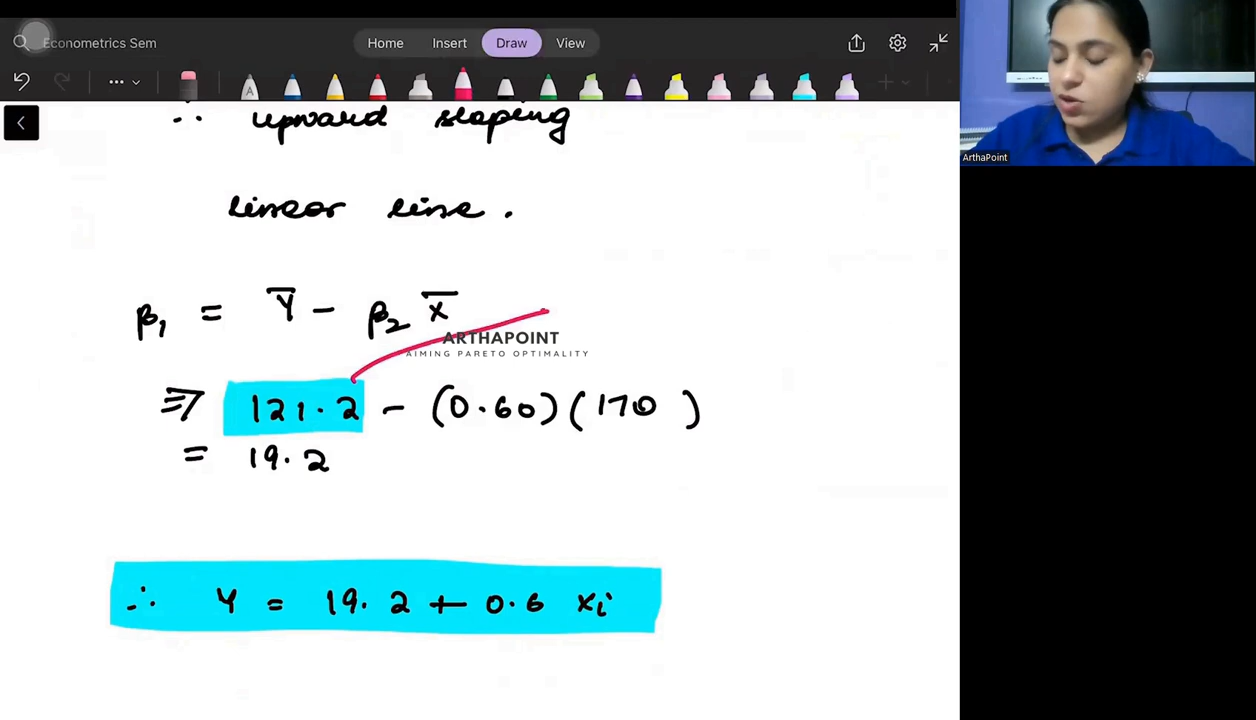 Econometrics Sem
Home Insert Draw View
A
∴ upward sloping
linear line.
β₁ = Y̅ - β₂ X̅
ARTHAPOINT
AIMING PARETO OPTIMALITY
⇒ 121.2 - (0.60)(170)
= 19.2
∴ Y = 19.2 + 0.6 xi
ArthaPoint